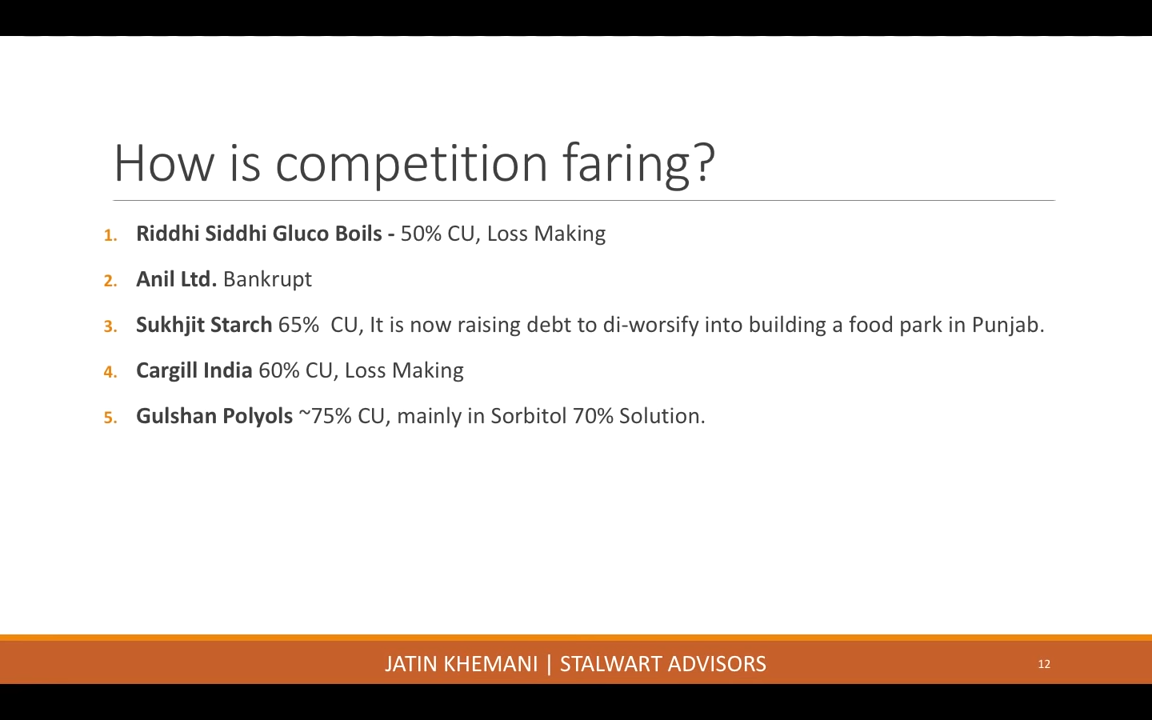 How is competition faring?
1. Riddhi Siddhi Gluco Boils - 50% CU, Loss Making
2. Anil Ltd. Bankrupt
3. Sukhjit Starch 65% CU, It is now raising debt to di-worsify into building a food park in Punjab.
4. Cargill India 60% CU, Loss Making
5. Gulshan Polyols ~75% CU, mainly in Sorbitol 70% Solution.
JATIN KHEMANI | STALWART ADVISORS
12